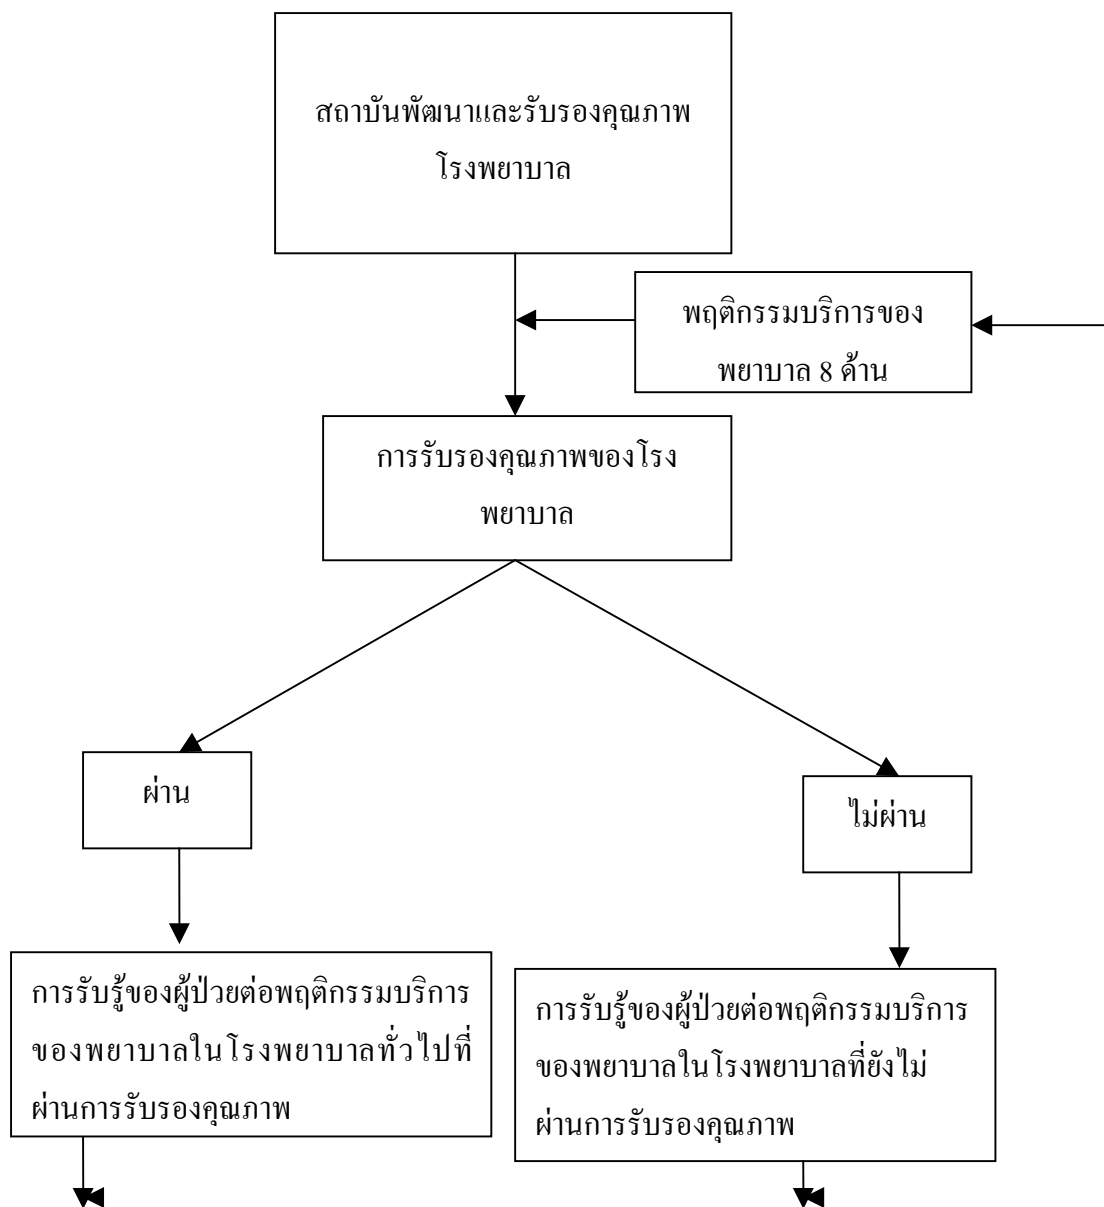 สถาบันพัฒนาและรับรองคุณภาพ
โรงพยาบาล
พฤติกรรมบริการของ
พยาบาล 8 ด้าน
การรับรองคุณภาพของโรง
พยาบาล
ผ่าน
ไม่ผ่าน
การรับรู้ของผู้ป่วยต่อพฤติกรรมบริการ
ของพยาบาลในโรงพยาบาลทั่วไปที่
ผ่านการรับรองคุณภาพ
การรับรู้ของผู้ป่วยต่อพฤติกรรมบริการ
ของพยาบาลในโรงพยาบาลที่ยังไม่
ผ่านการรับรองคุณภาพ